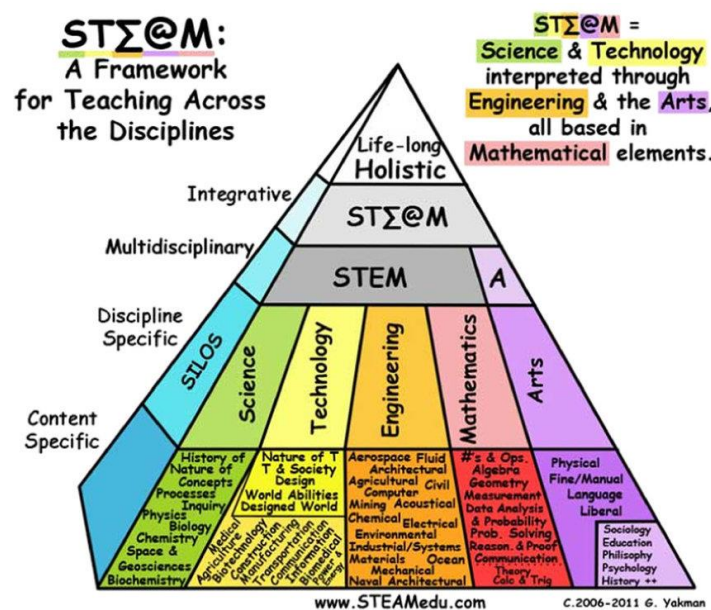 STΣ@M:
A Framework
for Teaching Across
the Disciplines
STΣ@M =
Science & Technology
interpreted through
Engineering & the Arts,
all based in
Mathematical elements.
Life-long
Holistic
Integrative
STΣ@M
Multidisciplinary
STEM
A
Discipline
Specific
SILOS
Science
Technology
Engineering
Mathematics
Arts
Content
Specific
History of
Nature of
Concepts
Processes
Inquiry
Physics
Biology
Chemistry
Space &
Geosciences
Biochemistry
Nature of T
T & Society
Design
World Abilities
Designed World
Medical
Agriculture &
Biotechnology
Construction
Manufacturing
Transportation
Communication
Information
Biomedical
Power &
Energy
Aerospace Fluid
Architectural
Agricultural Civil
Computer
Mining Acoustical
Chemical
Electrical
Environmental
Industrial/Systems
Materials Ocean
Mechanical
Naval Architectural
#'s & Ops.
Algebra
Geometry
Measurement
Data Analysis
& Probability
Prob. Solving
Reason. & Proof
Communication
Theory
Calc & Trig
Physical
Fine/Manual
Language
Liberal
Sociology
Education
Philisophy
Psychology
History ++
www.STEAMedu.com
C.2006-2011 G. Yakman